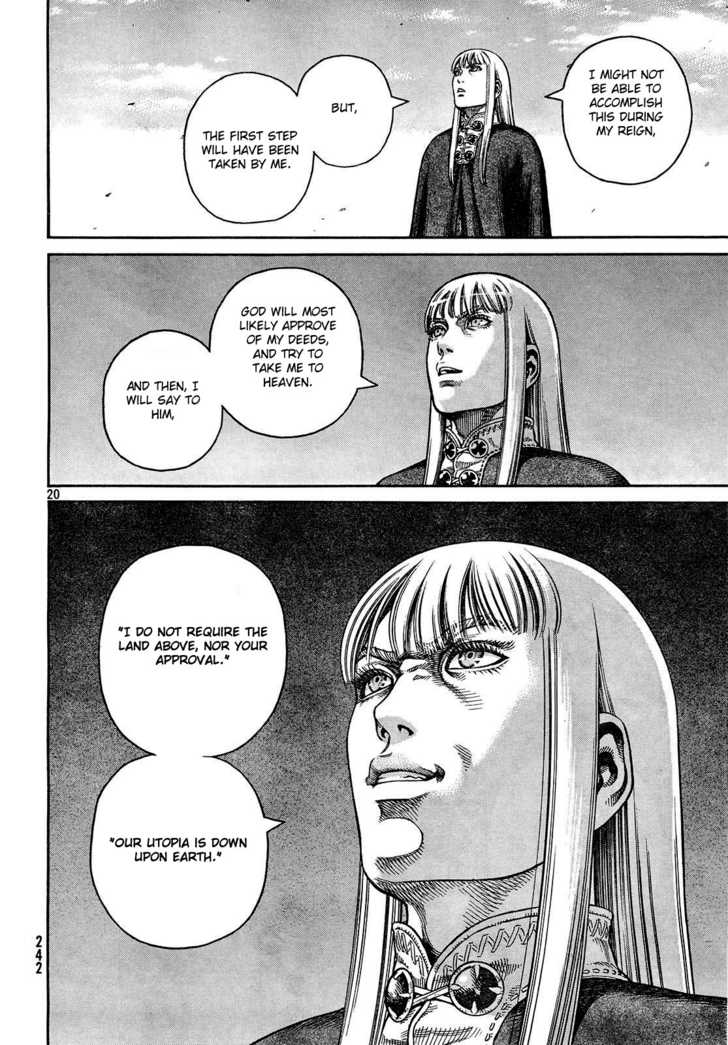 I MIGHT NOT
BE ABLE TO
ACCOMPLISH
THIS DURING
MY REIGN,
BUT,
THE FIRST STEP
WILL HAVE BEEN
TAKEN BY ME.
GOD WILL MOST
LIKELY APPROVE
OF MY DEEDS,
AND TRY TO
TAKE ME TO
HEAVEN.
AND THEN, I
WILL SAY TO
HIM,
20
"I DO NOT REQUIRE THE
LAND ABOVE, NOR YOUR
APPROVAL."
"OUR UTOPIA IS DOWN
UPON EARTH."
242